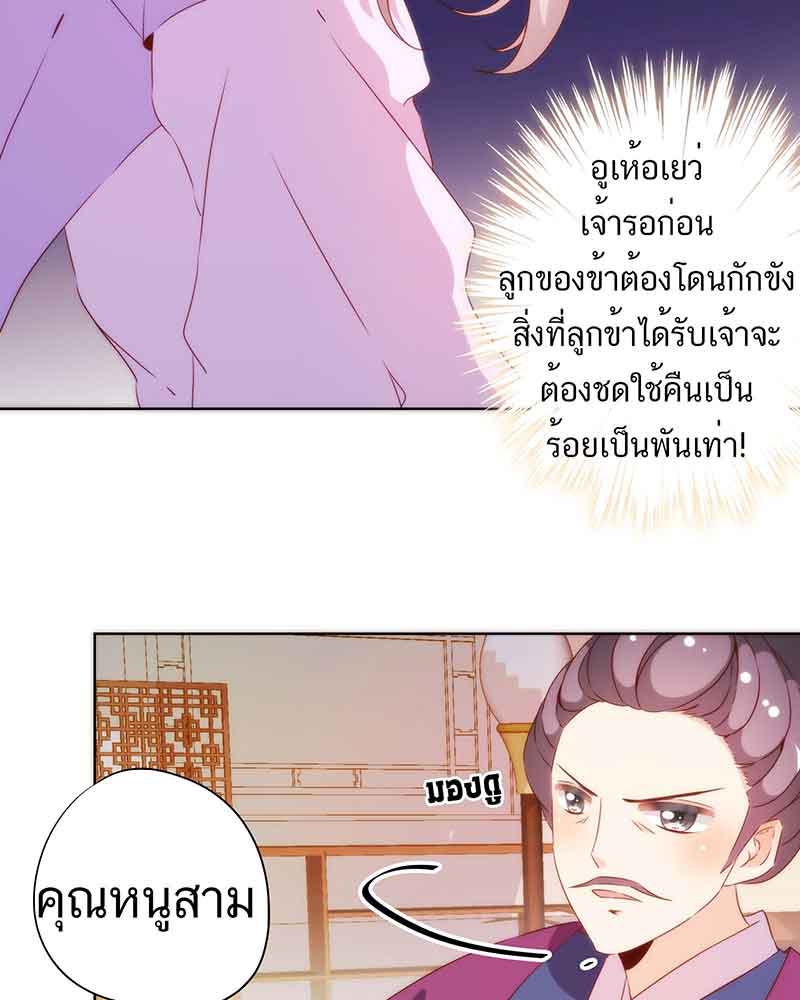 อูเห้อเยว่
เจ้ารอก่อน
ลูกของข้าต้องโดนกักขัง
สิ่งที่ลูกข้าได้รับเจ้าจะ
ต้องชดใช้คืนเป็น
ร้อยเป็นพันเท่า!
มองดู
คุณหนูสาม